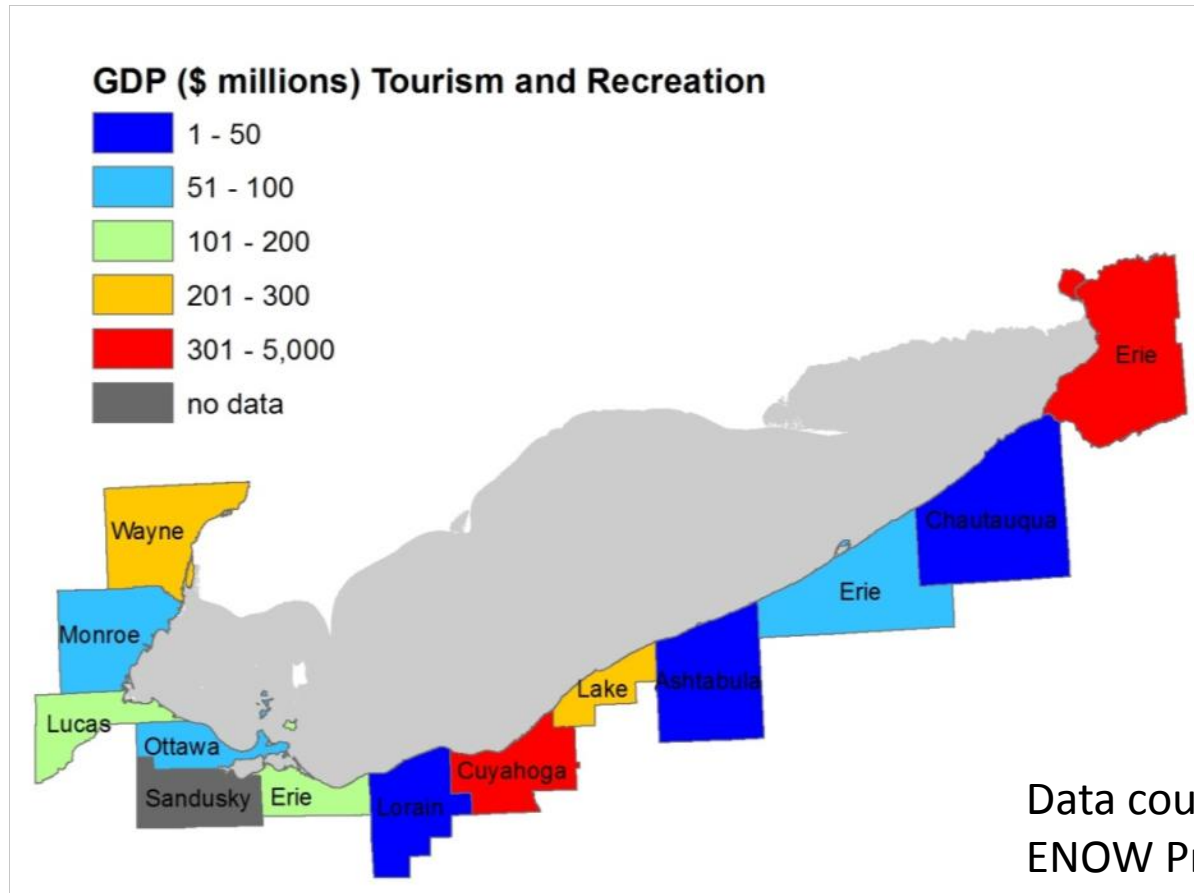 GDP ($ millions) Tourism and Recreation
1 - 50
51 - 100
101 - 200
201 - 300
301 - 5,000
no data
Erie
Wayne
Chautauqua
Erie
Monroe
Lake
Ashtabula
Lucas
Ottawa
Cuyahoga
Sandusky
Erie
Lorain
Data cou
ENOW Pr